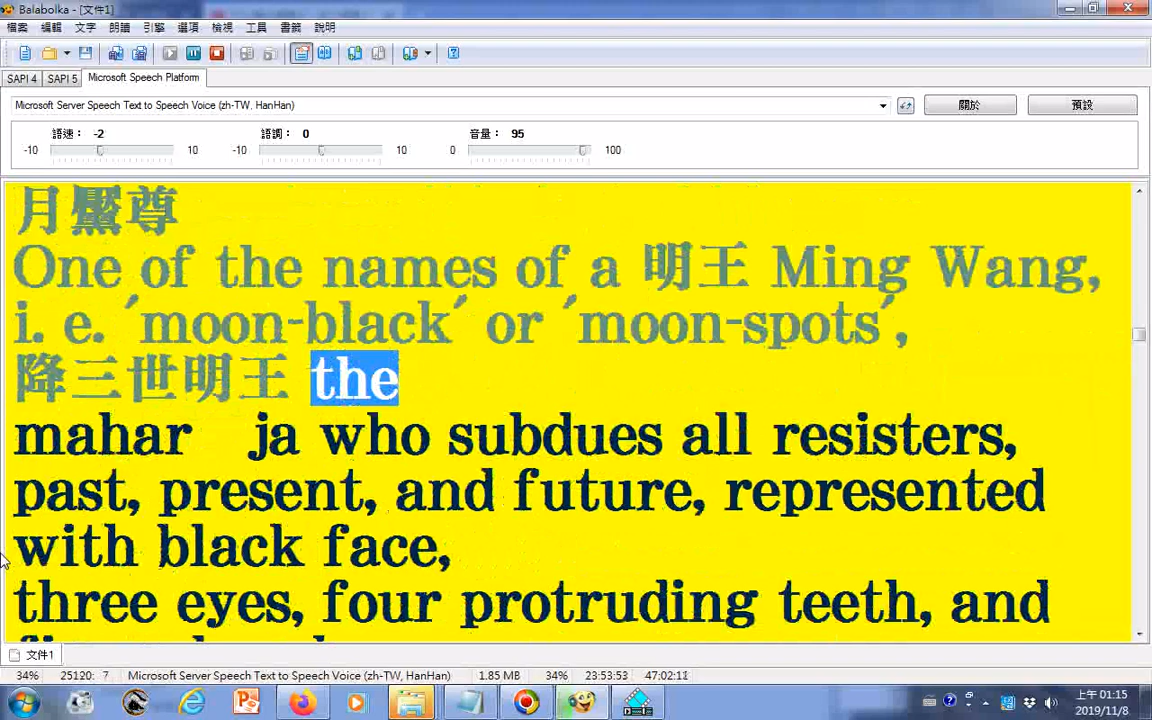 Balabolka - [文件1]
檔案 編輯 文字 朗讀 引擎 選項 檢視 工具 書籤 說明
SAPI 4 SAPI 5 Microsoft Speech Platform
Microsoft Server Speech Text to Speech Voice (zh-TW, HanHan) 關於 預設
語速： -2 語調： 0 音量： 95
-10 10 -10 10 0 100
月黶尊
One of the names of a 明王 Ming Wang,
i. e. 'moon-black' or 'moon-spots',
降三世明王 the
mahar ja who subdues all resisters,
past, present, and future, represented
with black face,
three eyes, four protruding teeth, and
文件1
34% 25120: 7 Microsoft Server Speech Text to Speech Voice (zh-TW, HanHan) 1.85 MB 34% 23:53:53 47:02:11
上午 01:15
2019/11/8